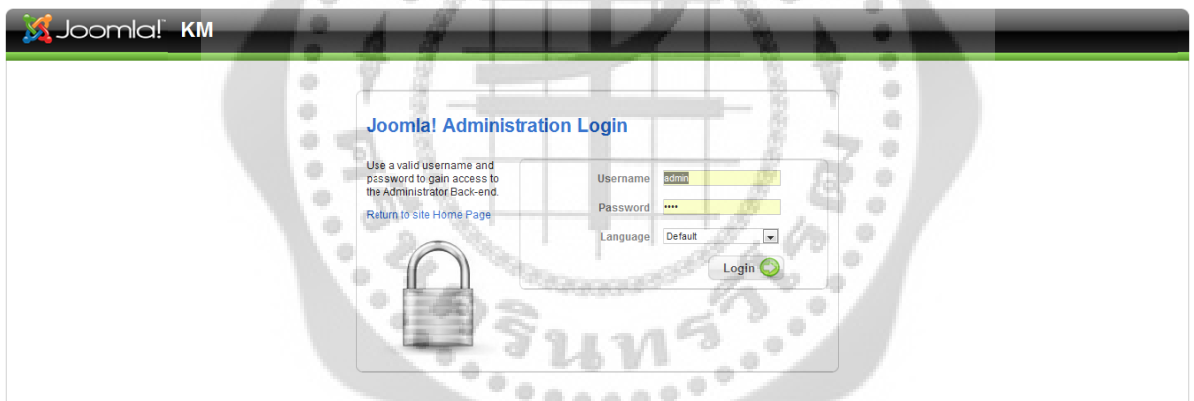 Joomla! KM
Joomla! Administration Login
Use a valid username and
password to gain access to
the Administrator Back-end.
Return to site Home Page
Username admin
Password ••••
Language Default
Login